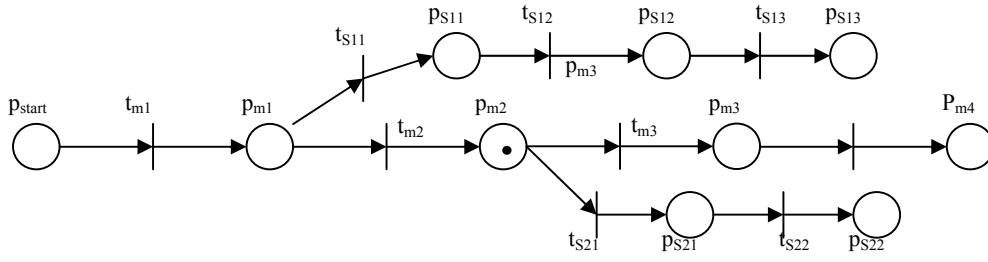 pS11 tS12 pS12 tS13 pS13
tS11
pm3
pstart tm1 pm1 tm2 pm2 tm3 pm3 Pm4
tS21 pS21 tS22 pS22